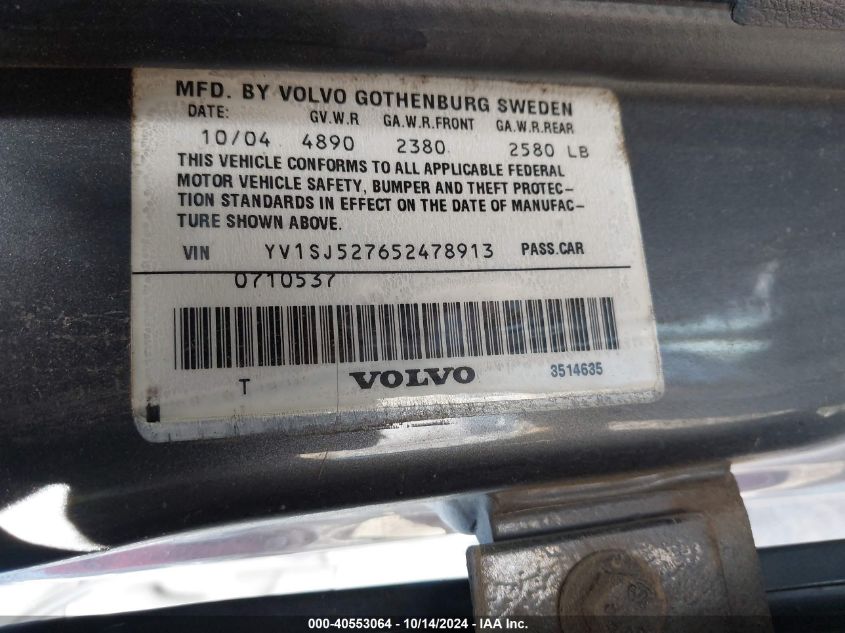 MFD. BY VOLVO GOTHENBURG SWEDEN
DATE: GV.W.R GA.W.R.FRONT GA.W.R.REAR
10/04 4890 2380. 2580 LB
THIS VEHICLE CONFORMS TO ALL APPLICABLE FEDERAL
MOTOR VEHICLE SAFETY, BUMPER AND THEFT PROTEC-
TION STANDARDS IN EFFECT ON THE DATE OF MANUFAC-
TURE SHOWN ABOVE.
VIN YV1SJ527652478913 PASS.CAR
0710537
T VOLVO 3514635
000-40553064 - 10/14/2024 - IAA Inc.